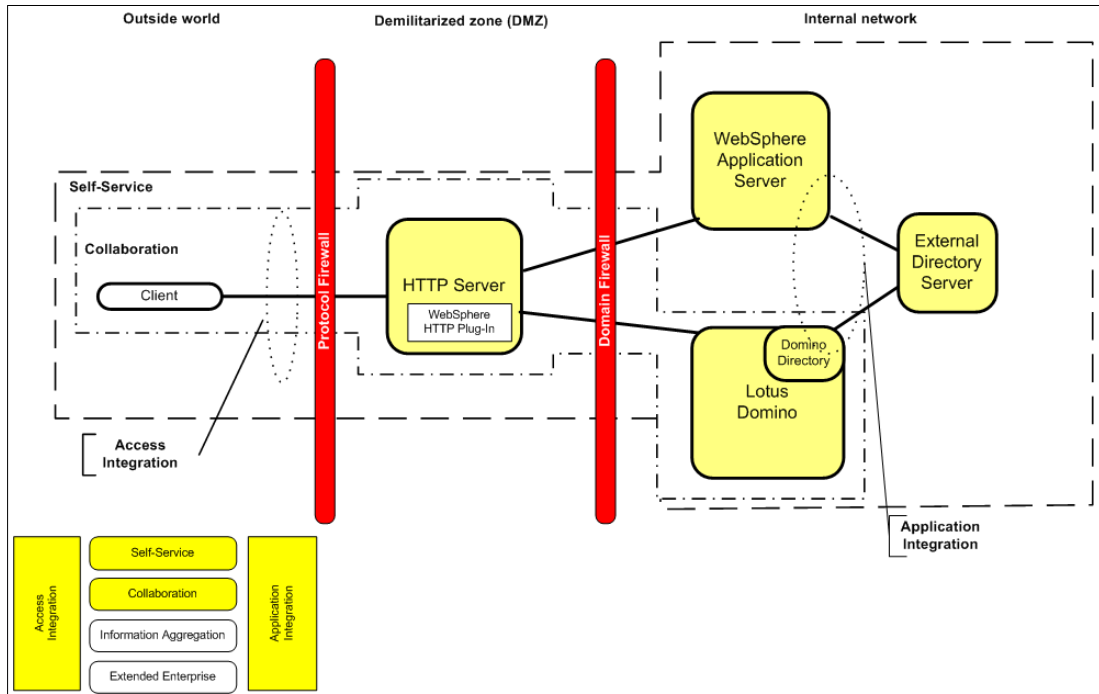 Outside world
Demilitarized zone (DMZ)
Internal network
Self-Service
Collaboration
Client
Protocol Firewall
HTTP Server
WebSphere
HTTP Plug-In
Domain Firewall
WebSphere
Application
Server
External
Directory
Server
Domino
Directory
Lotus
Domino
Access
Integration
Application
Integration
Access
Integration
Self-Service
Collaboration
Information Aggregation
Extended Enterprise
Application
Integration